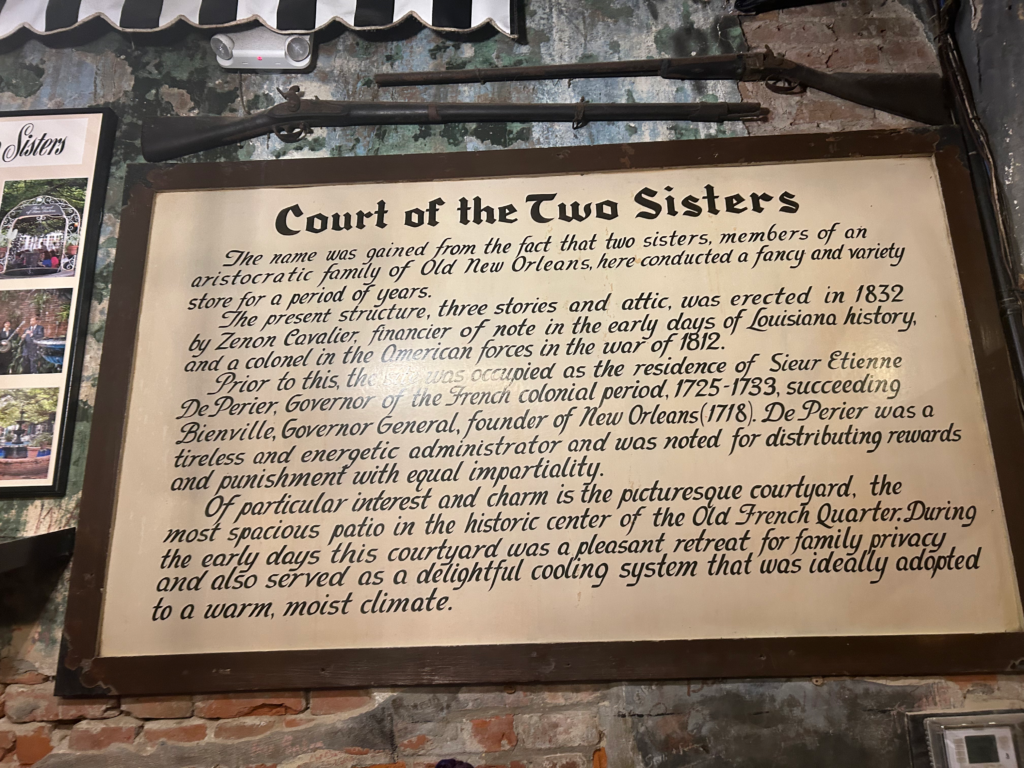 Sisters
Court of the Two Sisters
The name was gained from the fact that two sisters, members of an
aristocratic family of Old New Orleans, here conducted a fancy and variety
store for a period of years.
The present structure, three stories and attic, was erected in 1832
by Zenon Cavalier, financier of note in the early days of Louisiana history,
and a colonel in the American forces in the war of 1812.
Prior to this, the was occupied as the residence of Sieur Etienne
De Perier, Governor of the French colonial period, 1725-1733, succeeding
Bienville, Governor General, founder of New Orleans (1718). De Perier was a
tireless and energetic administrator and was noted for distributing rewards
and punishment with equal impartiality.
Of particular interest and charm is the picturesque courtyard, the
most spacious patio in the historic center of the Old French Quarter. During
the early days this courtyard was a pleasant retreat for family privacy
and also served as a delightful cooling system that was ideally adopted
to a warm, moist climate.